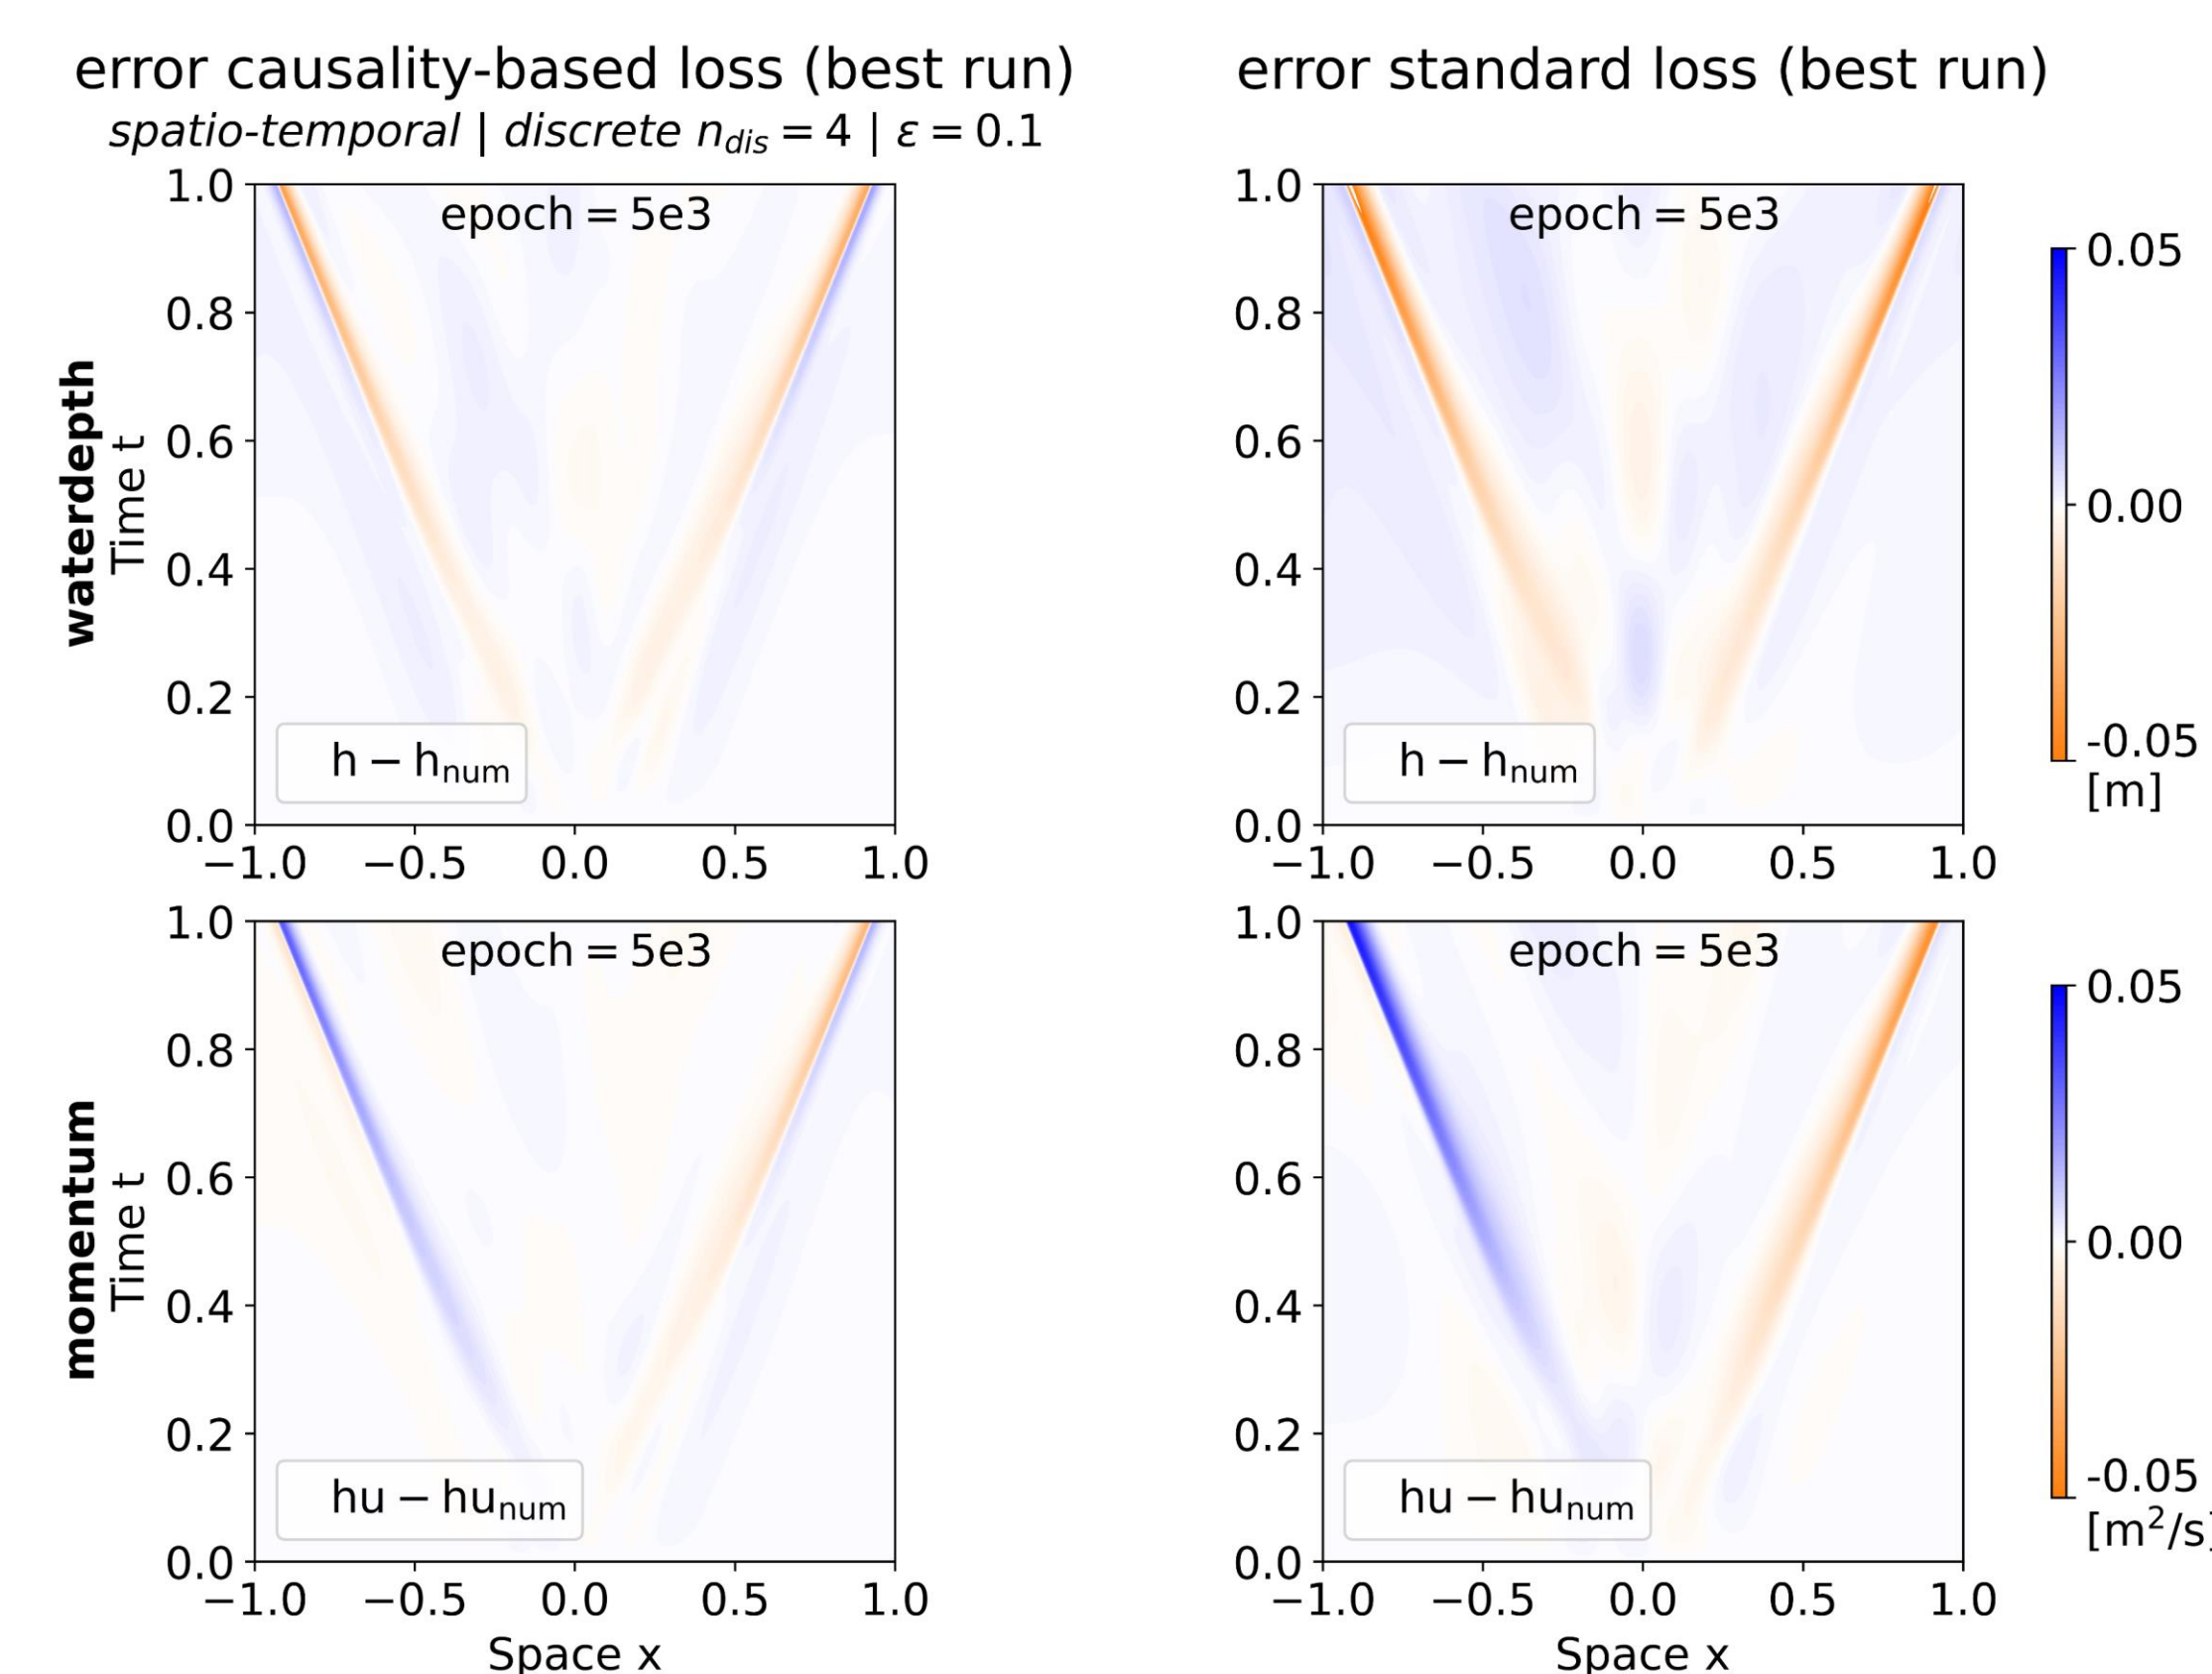 error causality-based loss (best run)
spatio-temporal | discrete n_dis = 4 | ε = 0.1
error standard loss (best run)
waterdepth
Time t
1.0
0.8
0.6
0.4
0.2
0.0
epoch = 5e3
h − h_num
−1.0 −0.5 0.0 0.5 1.0
1.0
0.8
0.6
0.4
0.2
0.0
epoch = 5e3
h − h_num
−1.0 −0.5 0.0 0.5 1.0
0.05
0.00
-0.05
[m]
momentum
Time t
1.0
0.8
0.6
0.4
0.2
0.0
epoch = 5e3
hu − hu_num
−1.0 −0.5 0.0 0.5 1.0
Space x
1.0
0.8
0.6
0.4
0.2
0.0
epoch = 5e3
hu − hu_num
−1.0 −0.5 0.0 0.5 1.0
Space x
0.05
0.00
-0.05
[m²/s]